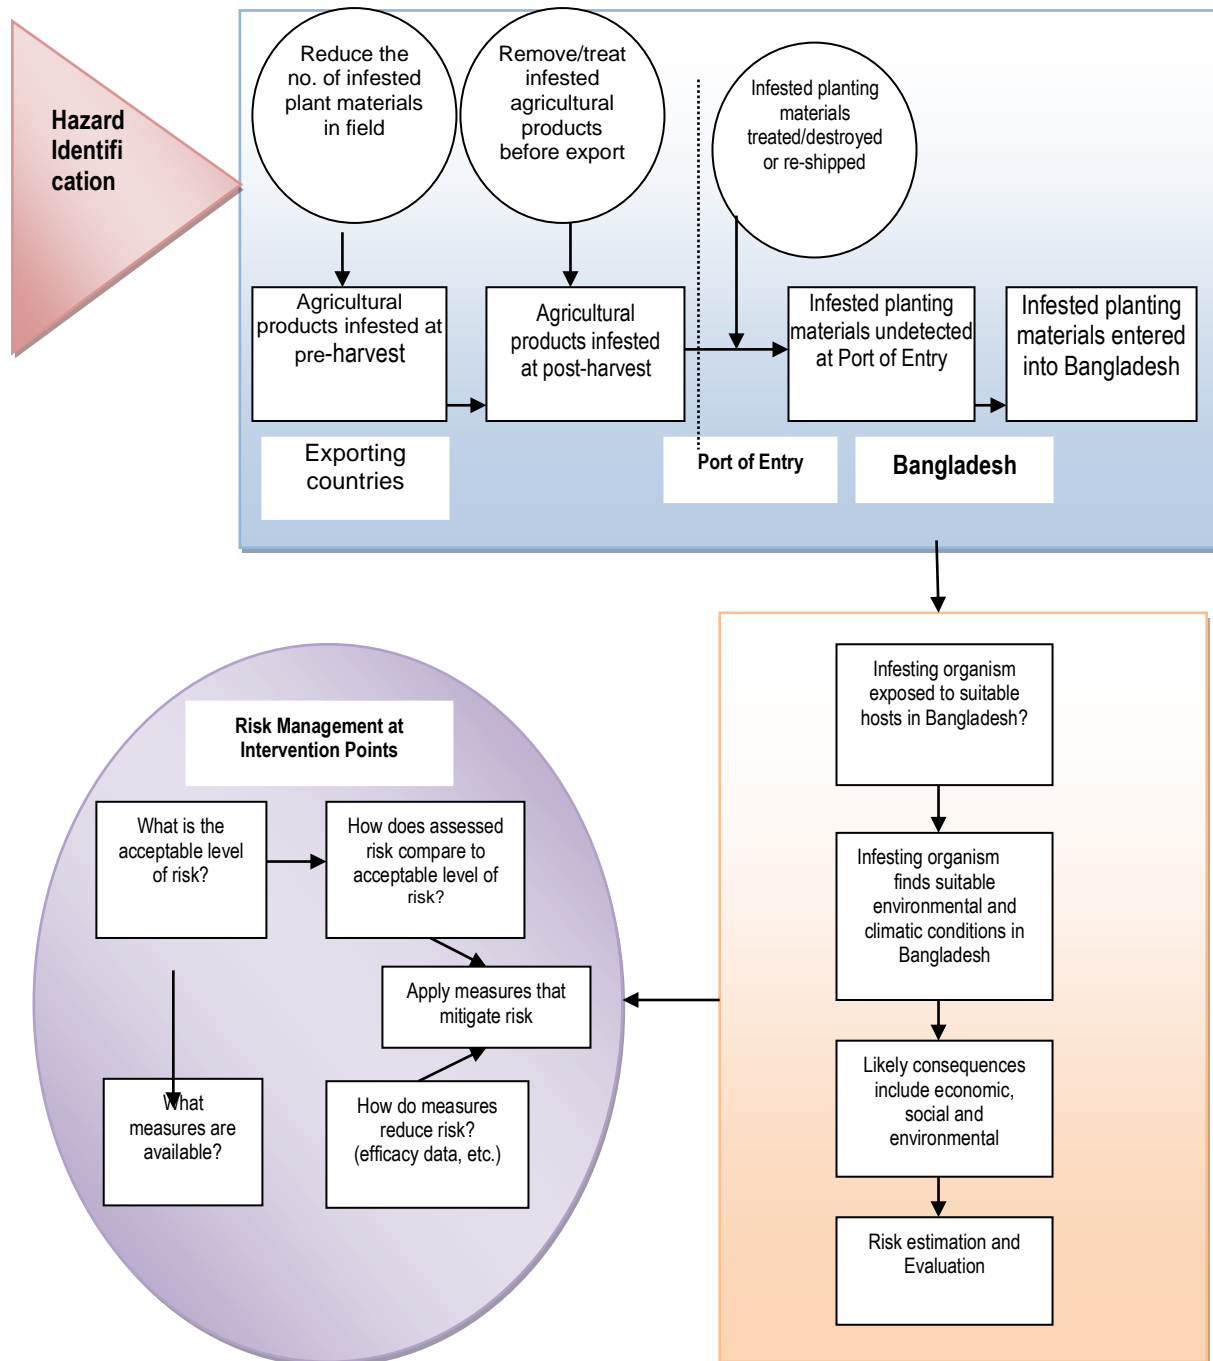 Hazard
Identifi
cation
Reduce the
no. of infested
plant materials
in field
Remove/treat
infested
agricultural
products
before export
Infested planting
materials
treated/destroyed
or re-shipped
Agricultural
products infested at
pre-harvest
Agricultural
products infested
at post-harvest
Infested planting
materials undetected
at Port of Entry
Infested planting
materials entered
into Bangladesh
Exporting
countries
Port of Entry
Bangladesh
Infesting organism
exposed to suitable
hosts in Bangladesh?
Infesting organism
finds suitable
environmental and
climatic conditions in
Bangladesh
Likely consequences
include economic,
social and
environmental
Risk estimation and
Evaluation
Risk Management at
Intervention Points
What is the
acceptable level
of risk?
How does assessed
risk compare to
acceptable level of
risk?
Apply measures that
mitigate risk
What
measures are
available?
How do measures
reduce risk?
(efficacy data, etc.)